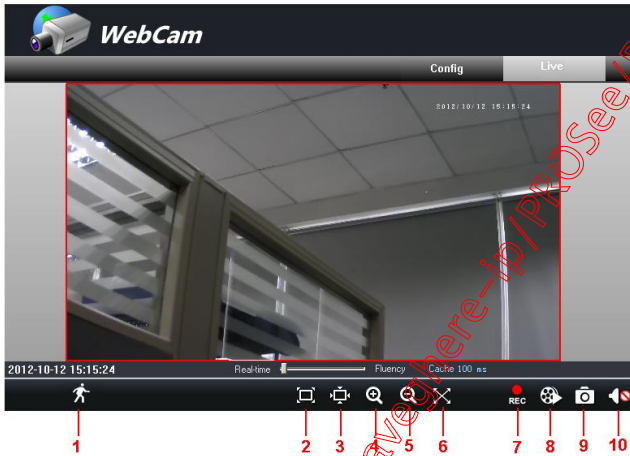 WebCam
Config Live
2012/10/12 15:15:24
2012-10-12 15:15:24 Real-time Fluency Cache 100 ms
REC
1 2 3 4 5 6 7 8 9 10